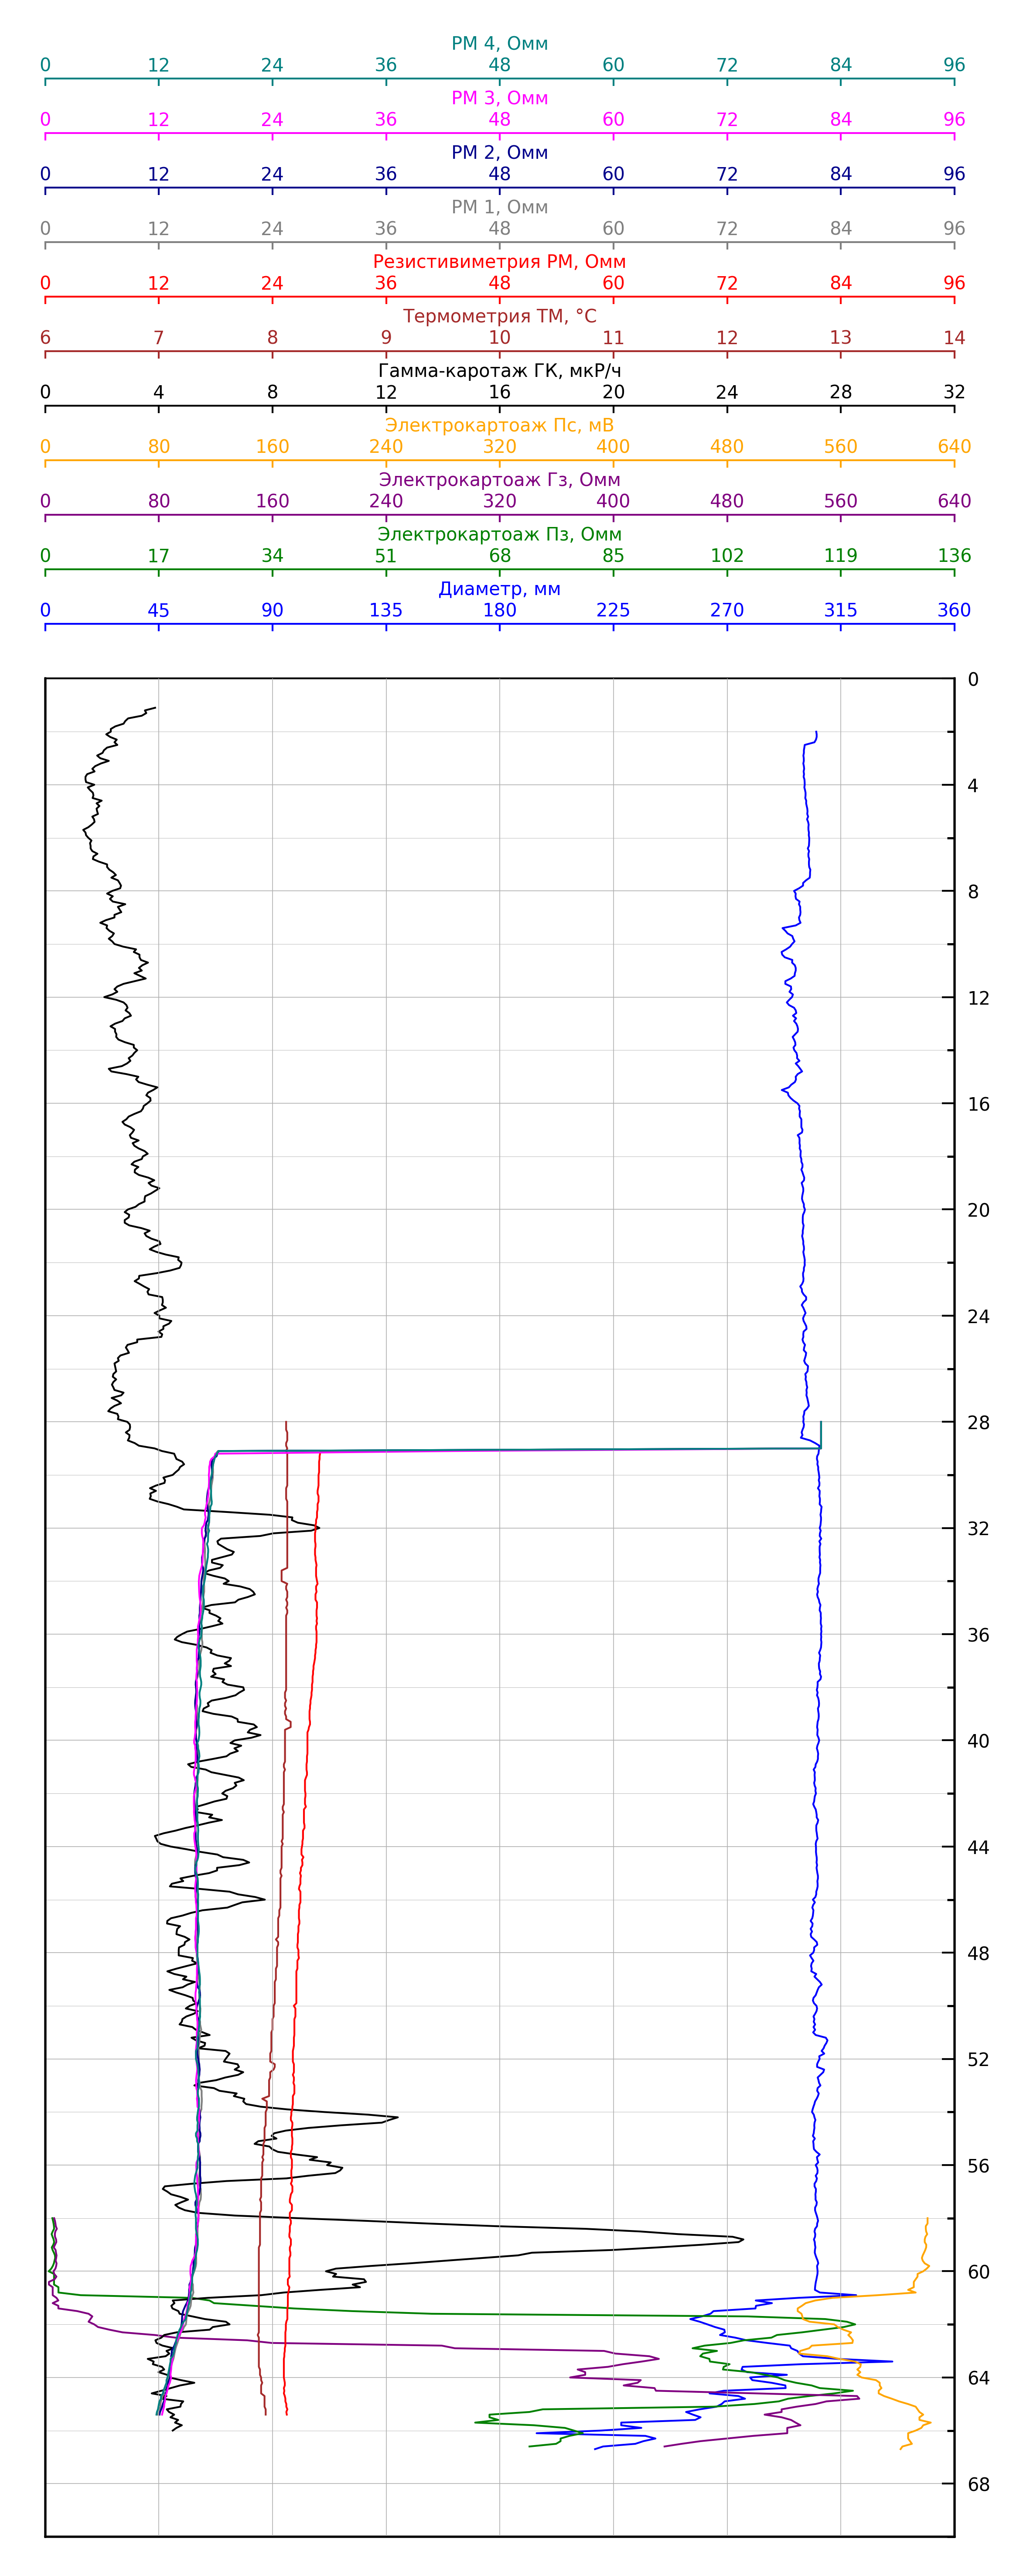 РМ 4, Омм
0 12 24 36 48 60 72 84 96
РМ 3, Омм
0 12 24 36 48 60 72 84 96
РМ 2, Омм
0 12 24 36 48 60 72 84 96
РМ 1, Омм
0 12 24 36 48 60 72 84 96
Резистивиметрия РМ, Омм
0 12 24 36 48 60 72 84 96
Термометрия ТМ, °С
6 7 8 9 10 11 12 13 14
Гамма-каротаж ГК, мкР/ч
0 4 8 12 16 20 24 28 32
Электрокартоаж Пс, мВ
0 80 160 240 320 400 480 560 640
Электрокартоаж Гз, Омм
0 80 160 240 320 400 480 560 640
Электрокартоаж Пз, Омм
0 17 34 51 68 85 102 119 136
Диаметр, мм
0 45 90 135 180 225 270 315 360
0
4
8
12
16
20
24
28
32
36
40
44
48
52
56
60
64
68